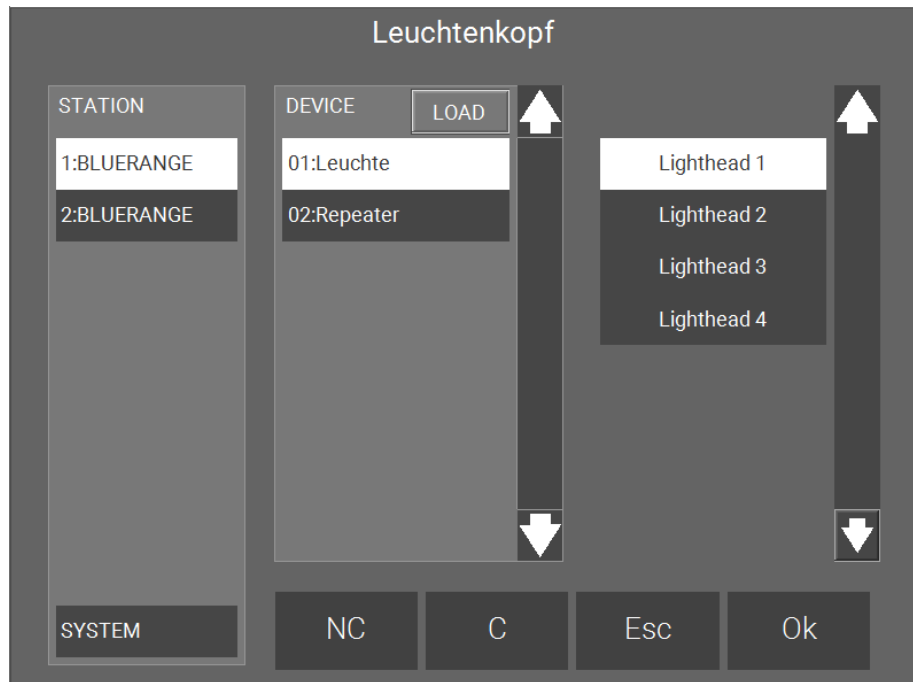 Leuchtenkopf
STATION
1:BLUERANGE
2:BLUERANGE
SYSTEM
DEVICE
LOAD
01:Leuchte
02:Repeater
Lighthead 1
Lighthead 2
Lighthead 3
Lighthead 4
NC
C
Esc
Ok